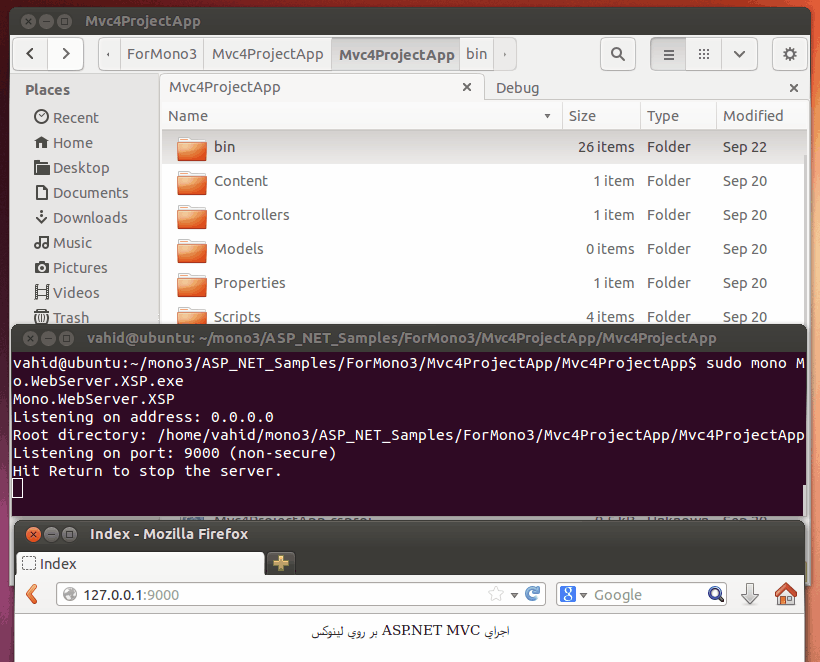 Mvc4ProjectApp
ForMono3 Mvc4ProjectApp Mvc4ProjectApp bin
Places
Recent
Home
Desktop
Documents
Downloads
Music
Pictures
Videos
Trash
Mvc4ProjectApp Debug
Name Size Type Modified
bin 26 items Folder Sep 22
Content 1 item Folder Sep 20
Controllers 1 item Folder Sep 20
Models 0 items Folder Sep 20
Properties 1 item Folder Sep 20
Scripts 4 items Folder Sep 20
vahid@ubuntu: ~/mono3/ASP_NET_Samples/ForMono3/Mvc4ProjectApp/Mvc4ProjectApp
vahid@ubuntu:~/mono3/ASP_NET_Samples/ForMono3/Mvc4ProjectApp/Mvc4ProjectApp$ sudo mono M
o.WebServer.XSP.exe
Mono.WebServer.XSP
Listening on address: 0.0.0.0
Root directory: /home/vahid/mono3/ASP_NET_Samples/ForMono3/Mvc4ProjectApp/Mvc4ProjectApp
Listening on port: 9000 (non-secure)
Hit Return to stop the server.
Index - Mozilla Firefox
Index
127.0.0.1:9000
8 Google
اجراي ASP.NET MVC بر روي لينوكس